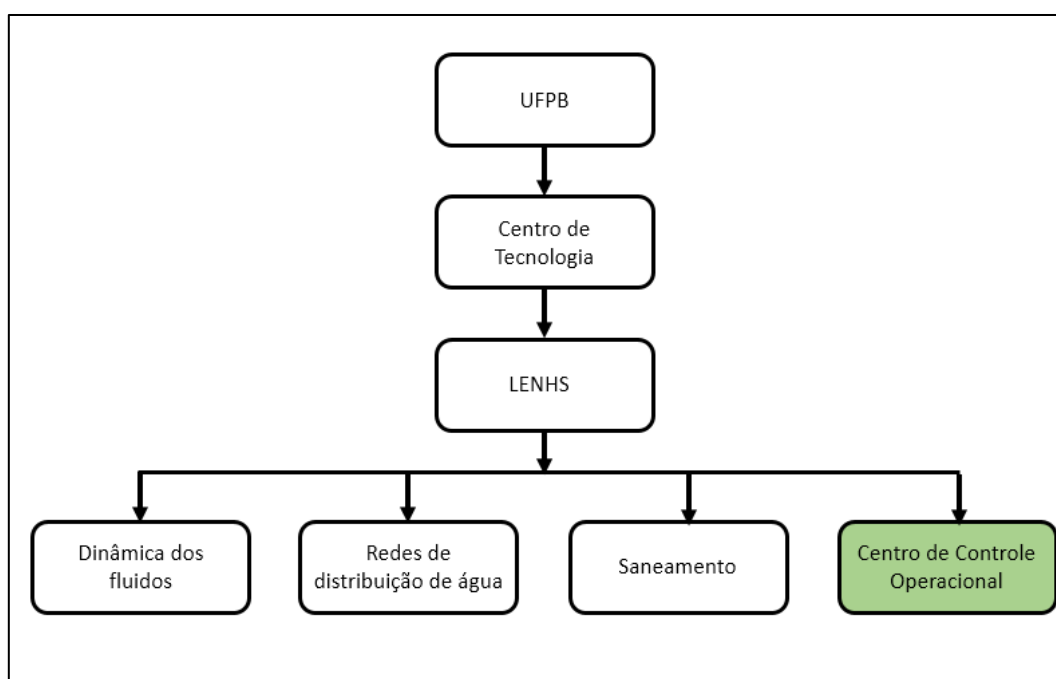 UFPB
Centro de
Tecnologia
LENHS
Dinâmica dos
fluidos
Redes de
distribuição de água
Saneamento
Centro de Controle
Operacional